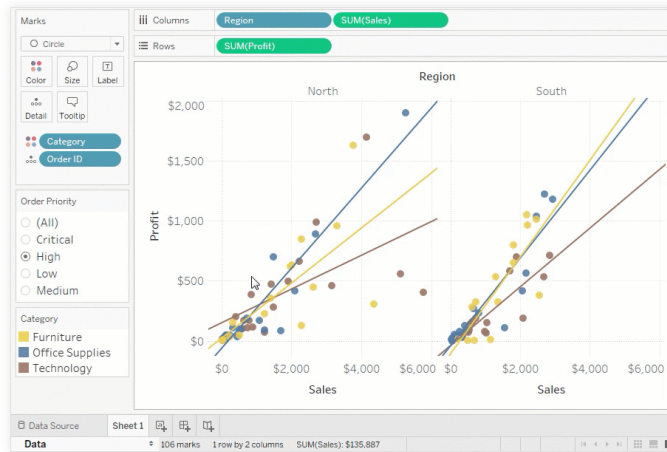 Marks
Circle
Color Size Label
Detail Tooltip
Category
Order ID
Order Priority
(All)
Critical
High
Low
Medium
Category
Furniture
Office Supplies
Technology
Columns Region SUM(Sales)
Rows SUM(Profit)
Region
North South
$2,000
$1,500
$1,000
$500
$0
Profit
$0 $2,000 $4,000 $6,000 $0 $2,000 $4,000 $6,000
Sales Sales
Data Source Sheet 1
Data 106 marks 1 row by 2 columns SUM(Sales): $135,887